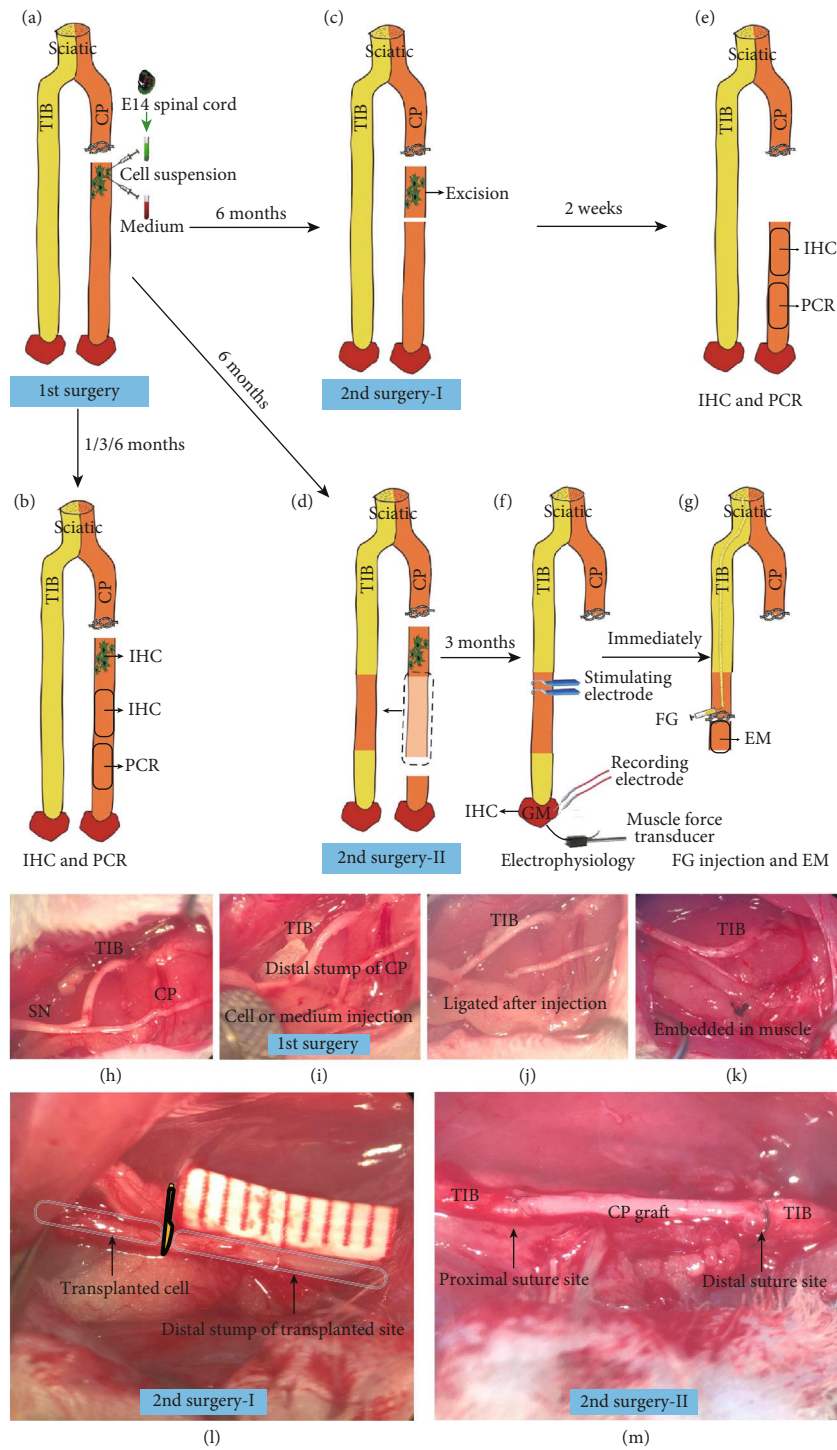 (a)
(c)
(e)
Sciatic
Sciatic
Sciatic
TIB
CP
TIB
CP
TIB
CP
E14 spinal cord
Cell suspension
Medium
6 months
Excision
2 weeks
IHC
PCR
1st surgery
6 months
2nd surgery-I
IHC and PCR
1/3/6 months
(b)
(d)
(f)
(g)
Sciatic
Sciatic
Sciatic
Sciatic
TIB
CP
TIB
CP
TIB
CP
TIB
CP
IHC
IHC
PCR
3 months
Immediately
Stimulating
electrode
FG
EM
Recording
electrode
IHC
GM
Muscle force
transducer
IHC and PCR
2nd surgery-II
Electrophysiology
FG injection and EM
TIB
SN
CP
(h)
TIB
Distal stump of CP
Cell or medium injection
1st surgery
(i)
TIB
Ligated after injection
(j)
TIB
Embedded in muscle
(k)
Transplanted cell
Distal stump of transplanted site
2nd surgery-I
(l)
TIB
CP graft
TIB
Proximal suture site
Distal suture site
2nd surgery-II
(m)